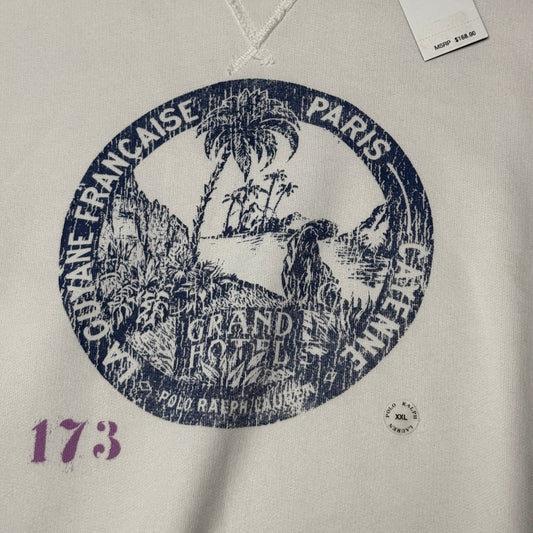 MSRP $168.00
LA GUYANE FRANÇAISE
PARIS
CAYENNE
GRAND
HOTEL
POLO RALPH LAUREN
POLO RALPH
XXL
LAUREN
173